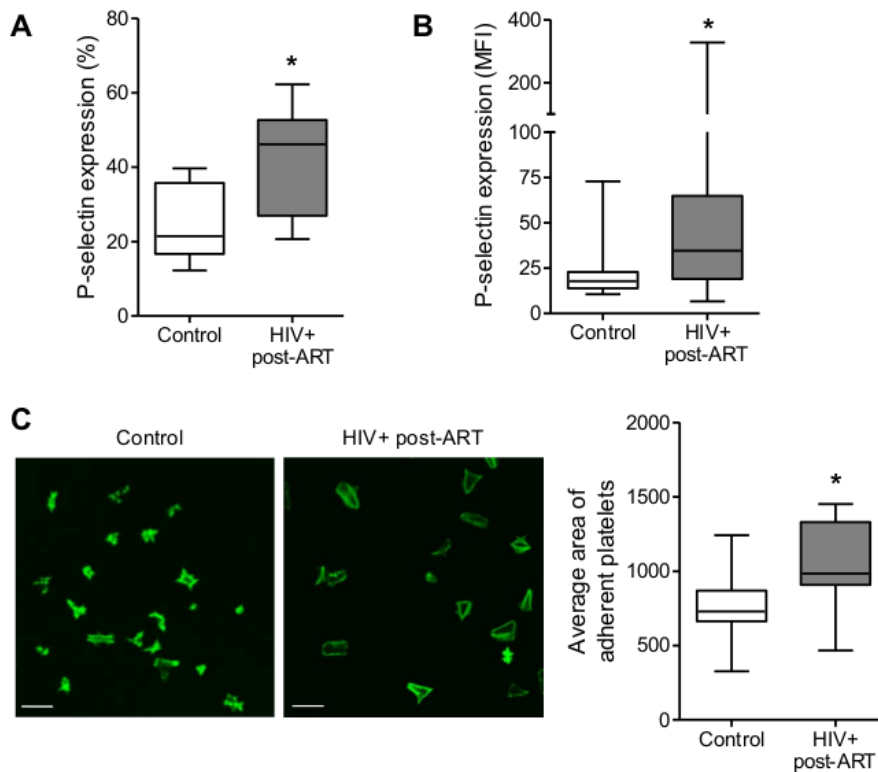 A
P-selectin expression (%)
80
60
40
20
0
*
Control
HIV+
post-ART
B
P-selectin expression (MFI)
400
200
100
75
50
25
0
*
Control
HIV+
post-ART
C
Control
HIV+ post-ART
Average area of
adherent platelets
2000
1500
1000
500
0
*
Control
HIV+
post-ART